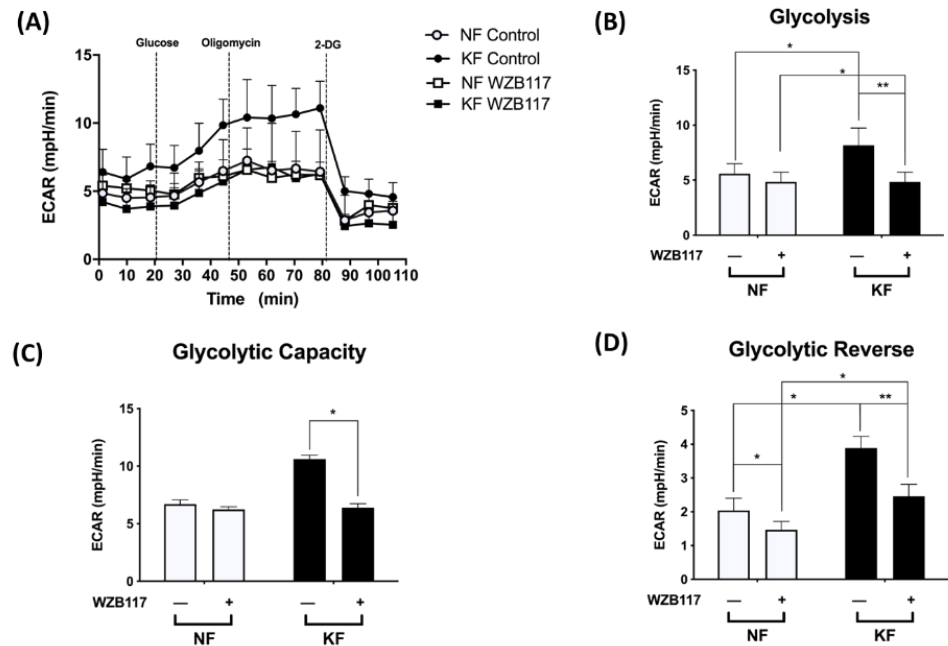 (A)
Glucose Oligomycin 2-DG
15
10
5
0
ECAR (mpH/min)
0 10 20 30 40 50 60 70 80 90 100 110
Time (min)
NF Control
KF Control
NF WZB117
KF WZB117
(B)
Glycolysis
*
*
**
15
10
5
0
ECAR (mpH/min)
WZB117 — + — +
NF KF
(C)
Glycolytic Capacity
*
15
10
5
0
ECAR (mpH/min)
WZB117 — + — +
NF KF
(D)
Glycolytic Reverse
*
* **
*
5
4
3
2
1
0
ECAR (mpH/min)
WZB117 — + — +
NF KF